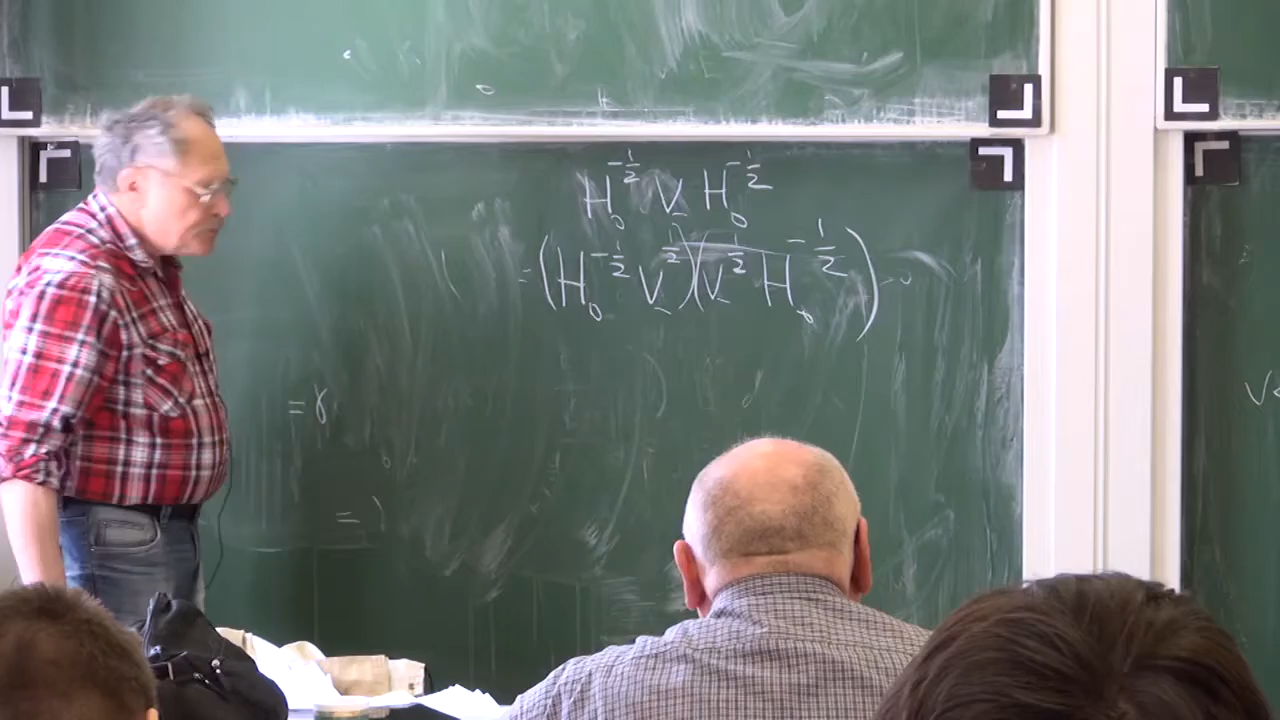 H₀^{-1/2} V₋ H₀^{-1/2}
= (H₀^{-1/2} V₋^{1/2})(V₋^{1/2} H₀^{-1/2})
= γ
=
V